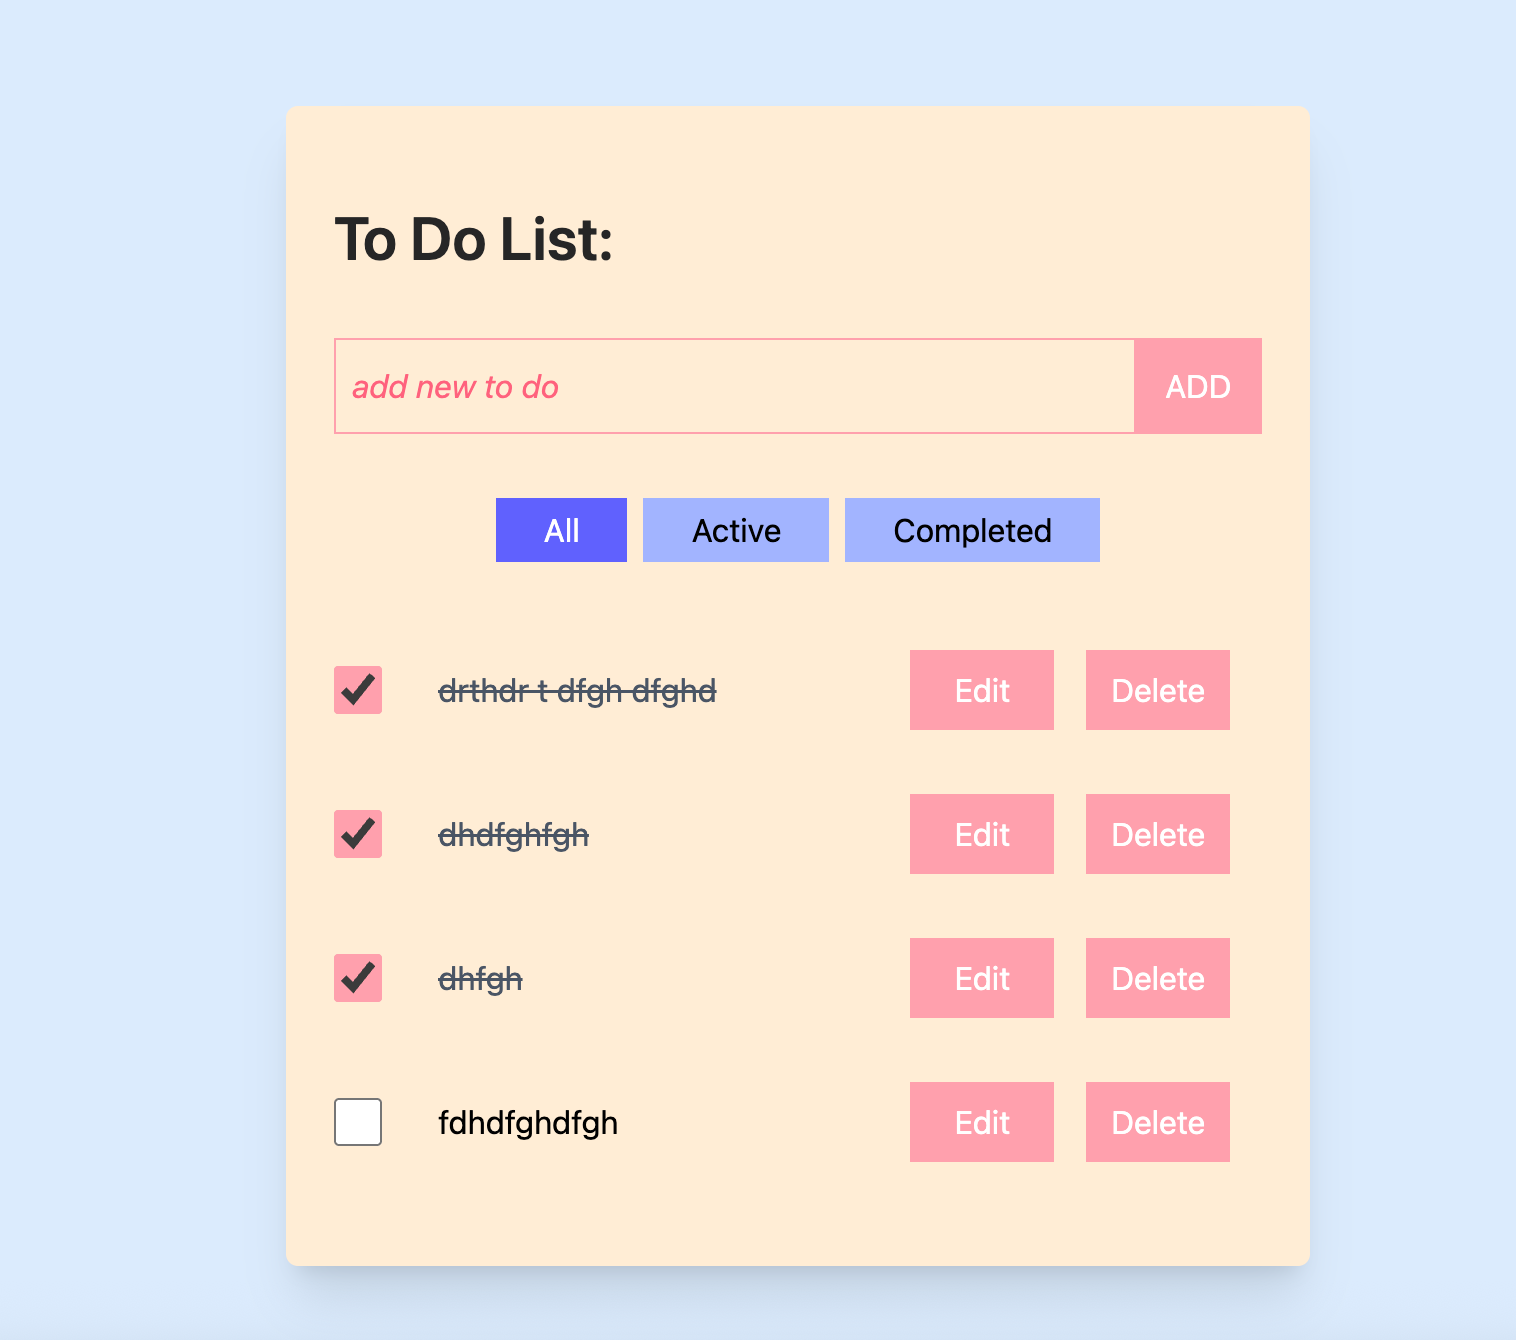 To Do List:
add new to do ADD
All Active Completed
drthdr t dfgh dfghd Edit Delete
dhdfghfgh Edit Delete
dhfgh Edit Delete
fdhdfghdfgh Edit Delete